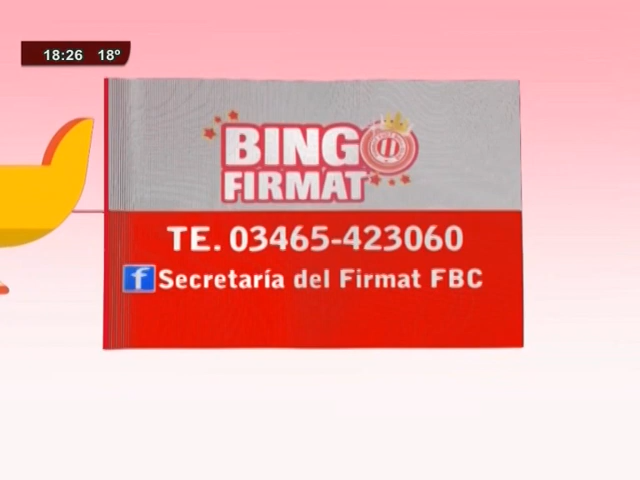 18:26 18º
BINGO
FIRMAT
TE. 03465-423060
f Secretaría del Firmat FBC